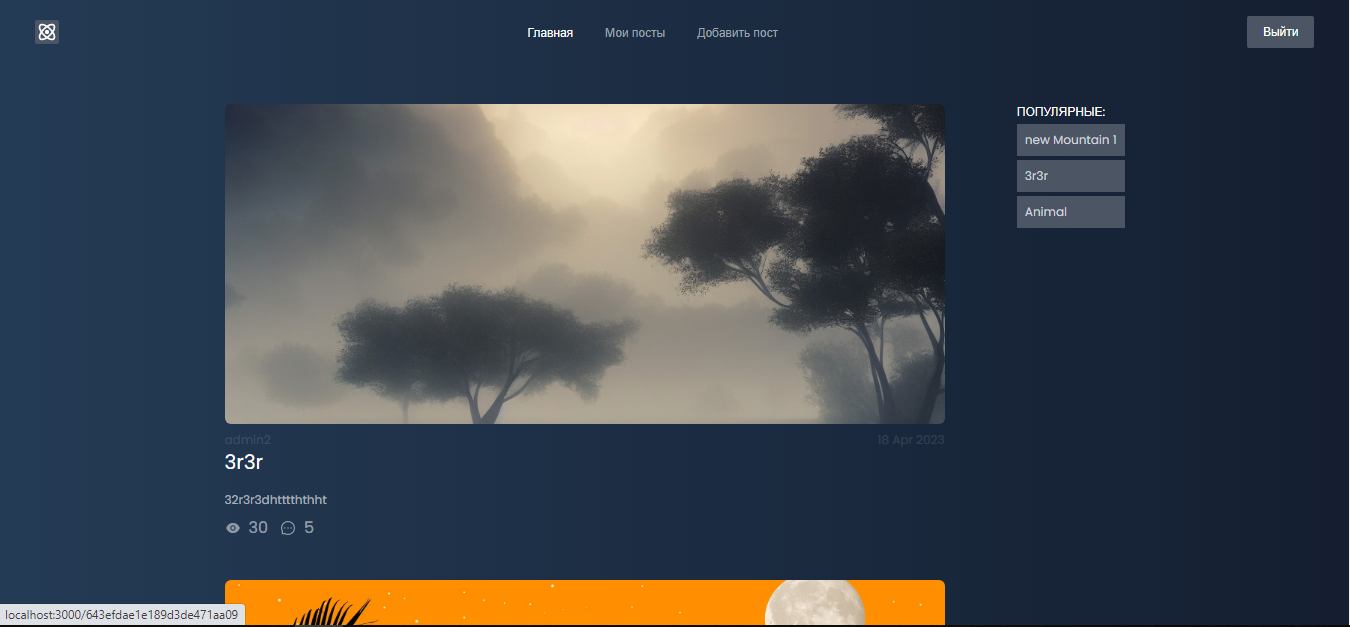 Главная
Мои посты
Добавить пост
Выйти
ПОПУЛЯРНЫЕ:
new Mountain 1
3r3r
Animal
admin2
18 Apr 2023
3r3r
32r3r3dhtttththht
30
5
localhost:3000/643efdae1e189d3de471aa09